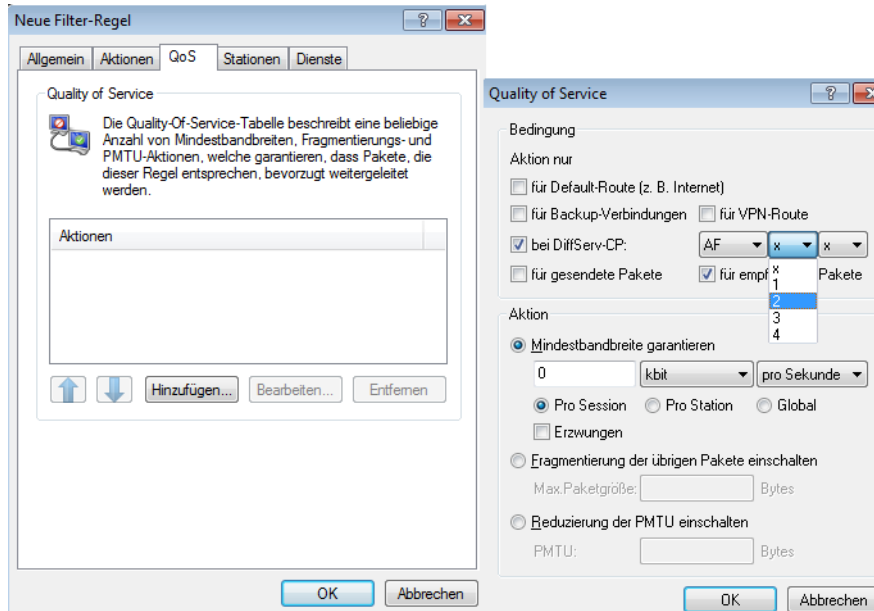 Neue Filter-Regel
Allgemein Aktionen QoS Stationen Dienste
Quality of Service
Die Quality-Of-Service-Tabelle beschreibt eine beliebige
Anzahl von Mindestbandbreiten, Fragmentierungs- und
PMTU-Aktionen, welche garantieren, dass Pakete, die
dieser Regel entsprechen, bevorzugt weitergeleitet
werden.
Aktionen
Hinzufügen... Bearbeiten... Entfernen
OK Abbrechen
Quality of Service
Bedingung
Aktion nur
für Default-Route (z. B. Internet)
für Backup-Verbindungen für VPN-Route
bei DiffServ-CP: AF x x
für gesendete Pakete für empf Pakete
x
1
2
3
4
Aktion
Mindestbandbreite garantieren
0 kbit pro Sekunde
Pro Session Pro Station Global
Erzwungen
Fragmentierung der übrigen Pakete einschalten
Max.Paketgröße: Bytes
Reduzierung der PMTU einschalten
PMTU: Bytes
OK Abbrechen